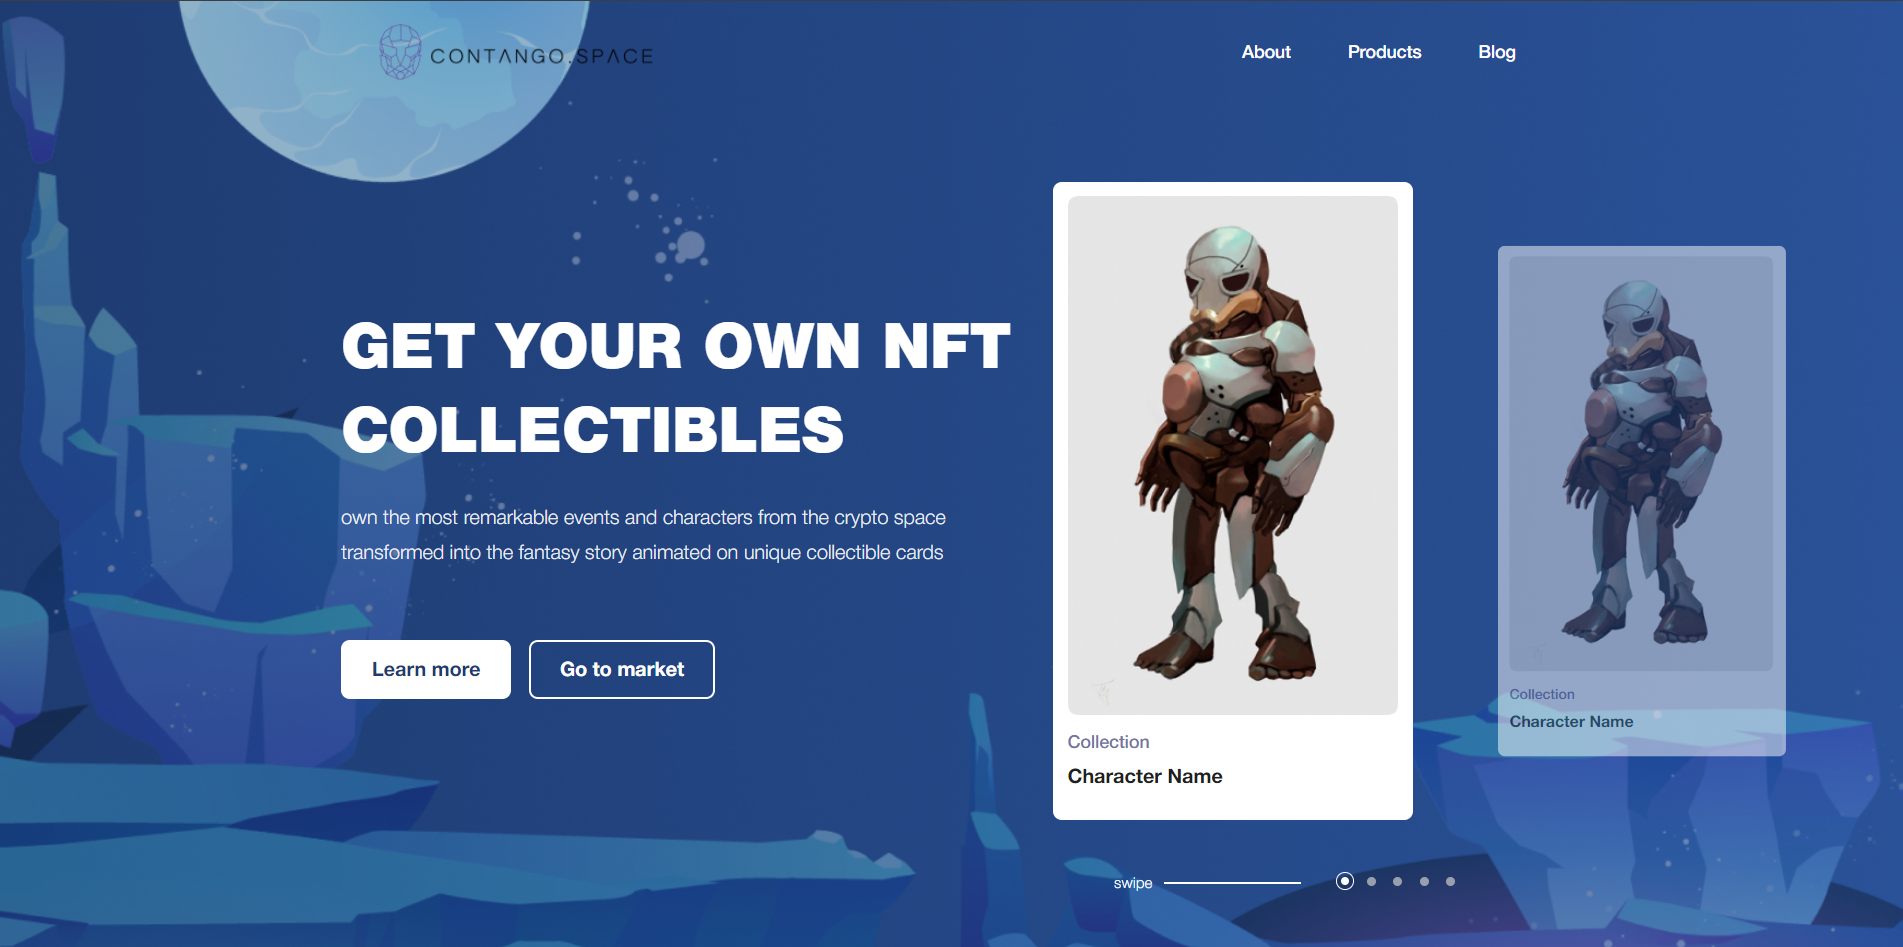 CONTANGO.SPACE
About
Products
Blog
GET YOUR OWN NFT
COLLECTIBLES
own the most remarkable events and characters from the crypto space
transformed into the fantasy story animated on unique collectible cards
Learn more
Go to market
Collection
Character Name
Collection
Character Name
swipe